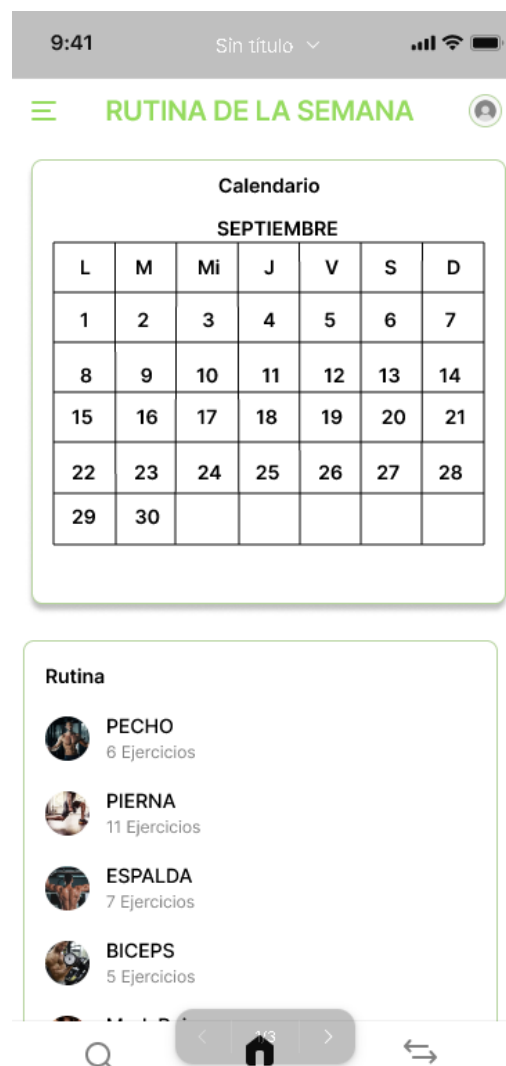 9:41
Sin título
RUTINA DE LA SEMANA
Calendario
SEPTIEMBRE
L M Mi J V S D
1 2 3 4 5 6 7
8 9 10 11 12 13 14
15 16 17 18 19 20 21
22 23 24 25 26 27 28
29 30
Rutina
PECHO
6 Ejercicios
PIERNA
11 Ejercicios
ESPALDA
7 Ejercicios
BICEPS
5 Ejercicios
1/3